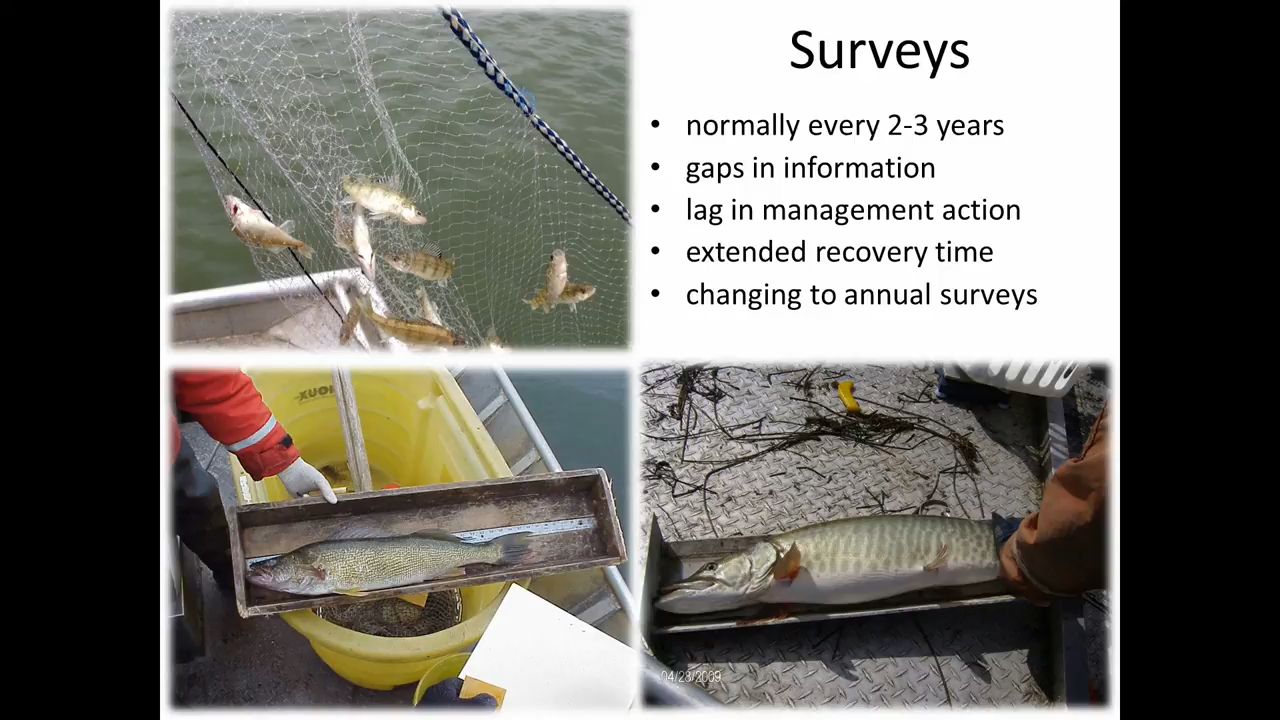 Surveys
• normally every 2-3 years
• gaps in information
• lag in management action
• extended recovery time
• changing to annual surveys
04/23/2009